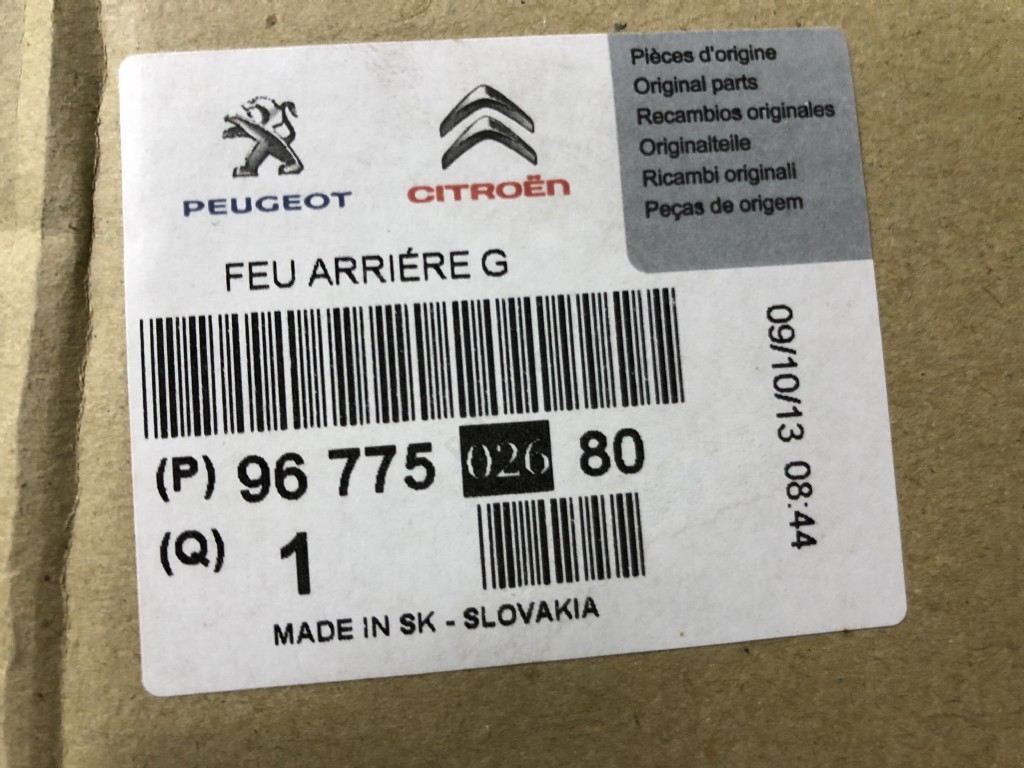 PEUGEOT
CITROËN
Pièces d'origine
Original parts
Recambios originales
Originalteile
Ricambi originali
Peças de origem
FEU ARRIÉRE G
(P) 96 775 026 80
(Q) 1
MADE IN SK - SLOVAKIA
09/10/13 08:44